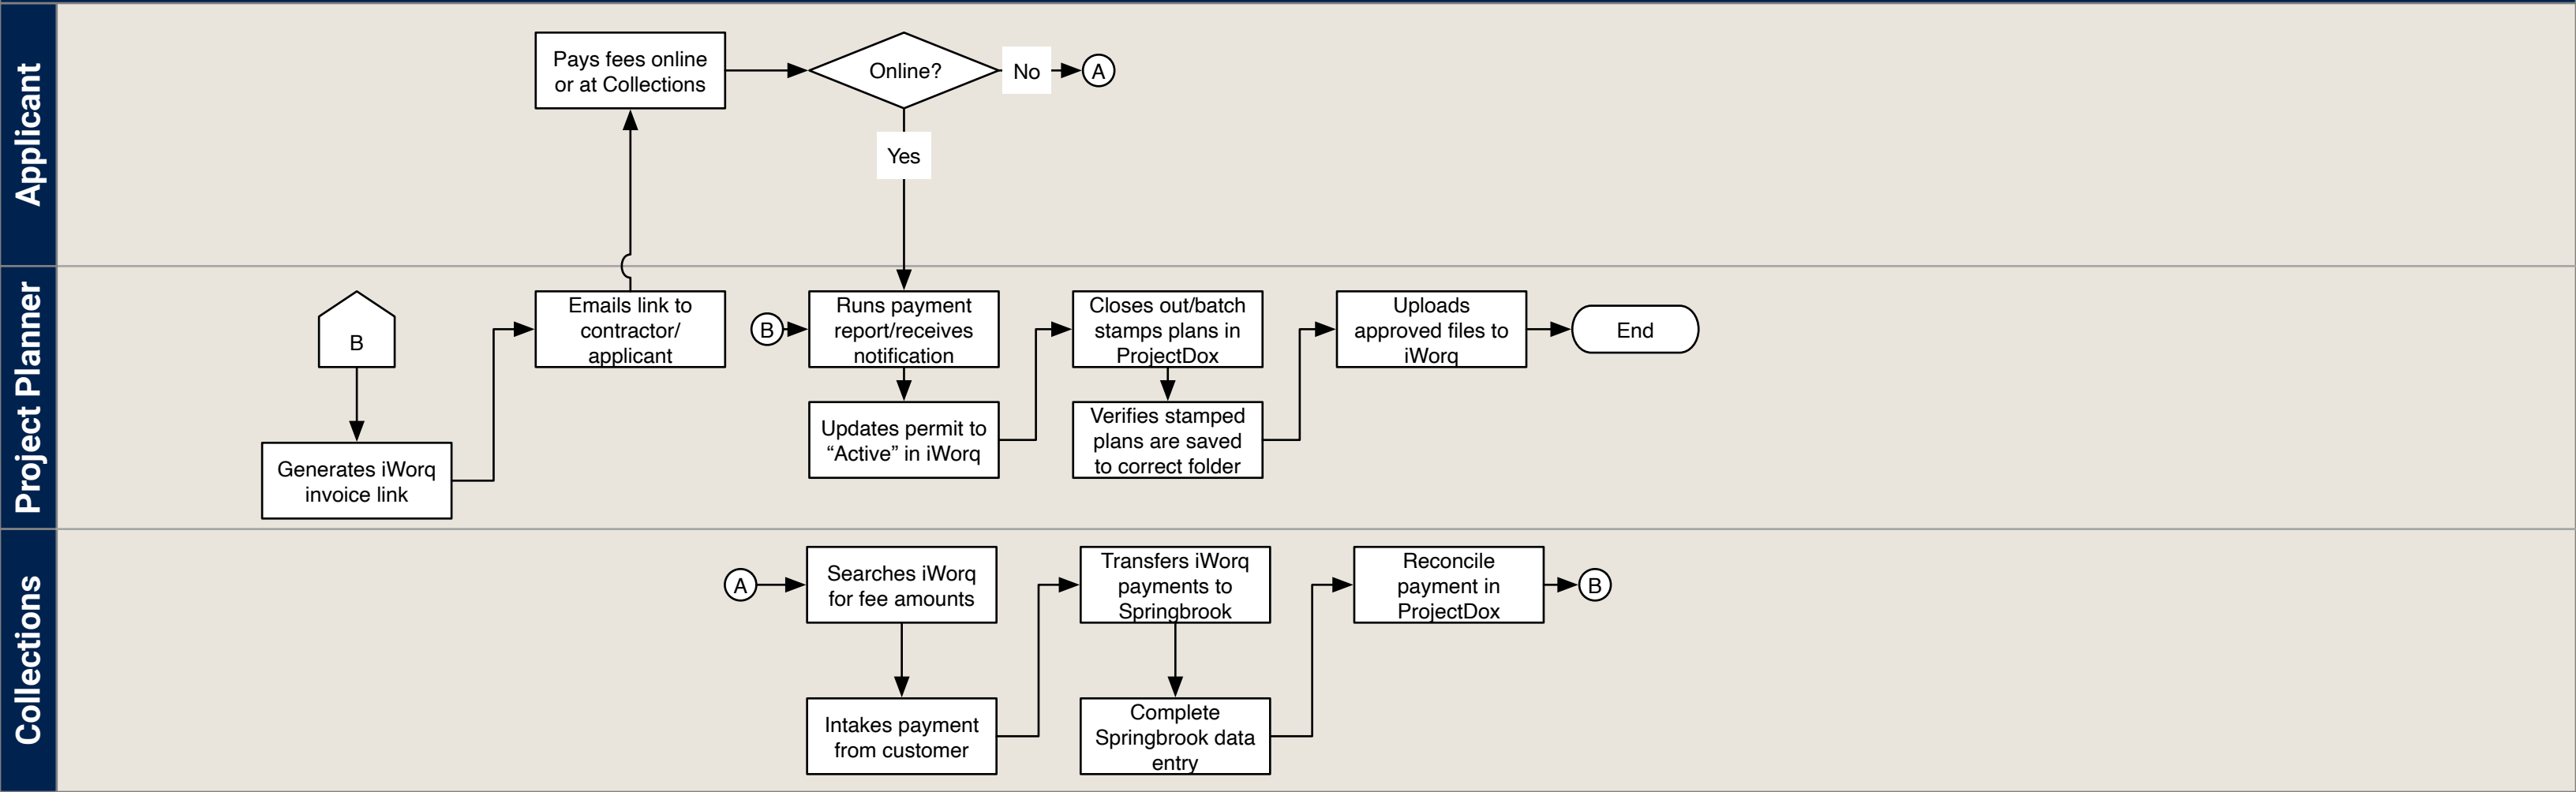 Applicant
Pays fees online
or at Collections
Online?
No
A
Yes
Project Planner
B
Generates iWorq
invoice link
Emails link to
contractor/
applicant
B
Runs payment
report/receives
notification
Updates permit to
“Active” in iWorq
Closes out/batch
stamps plans in
ProjectDox
Verifies stamped
plans are saved
to correct folder
Uploads
approved files to
iWorq
End
Collections
A
Searches iWorq
for fee amounts
Intakes payment
from customer
Transfers iWorq
payments to
Springbrook
Complete
Springbrook data
entry
Reconcile
payment in
ProjectDox
B